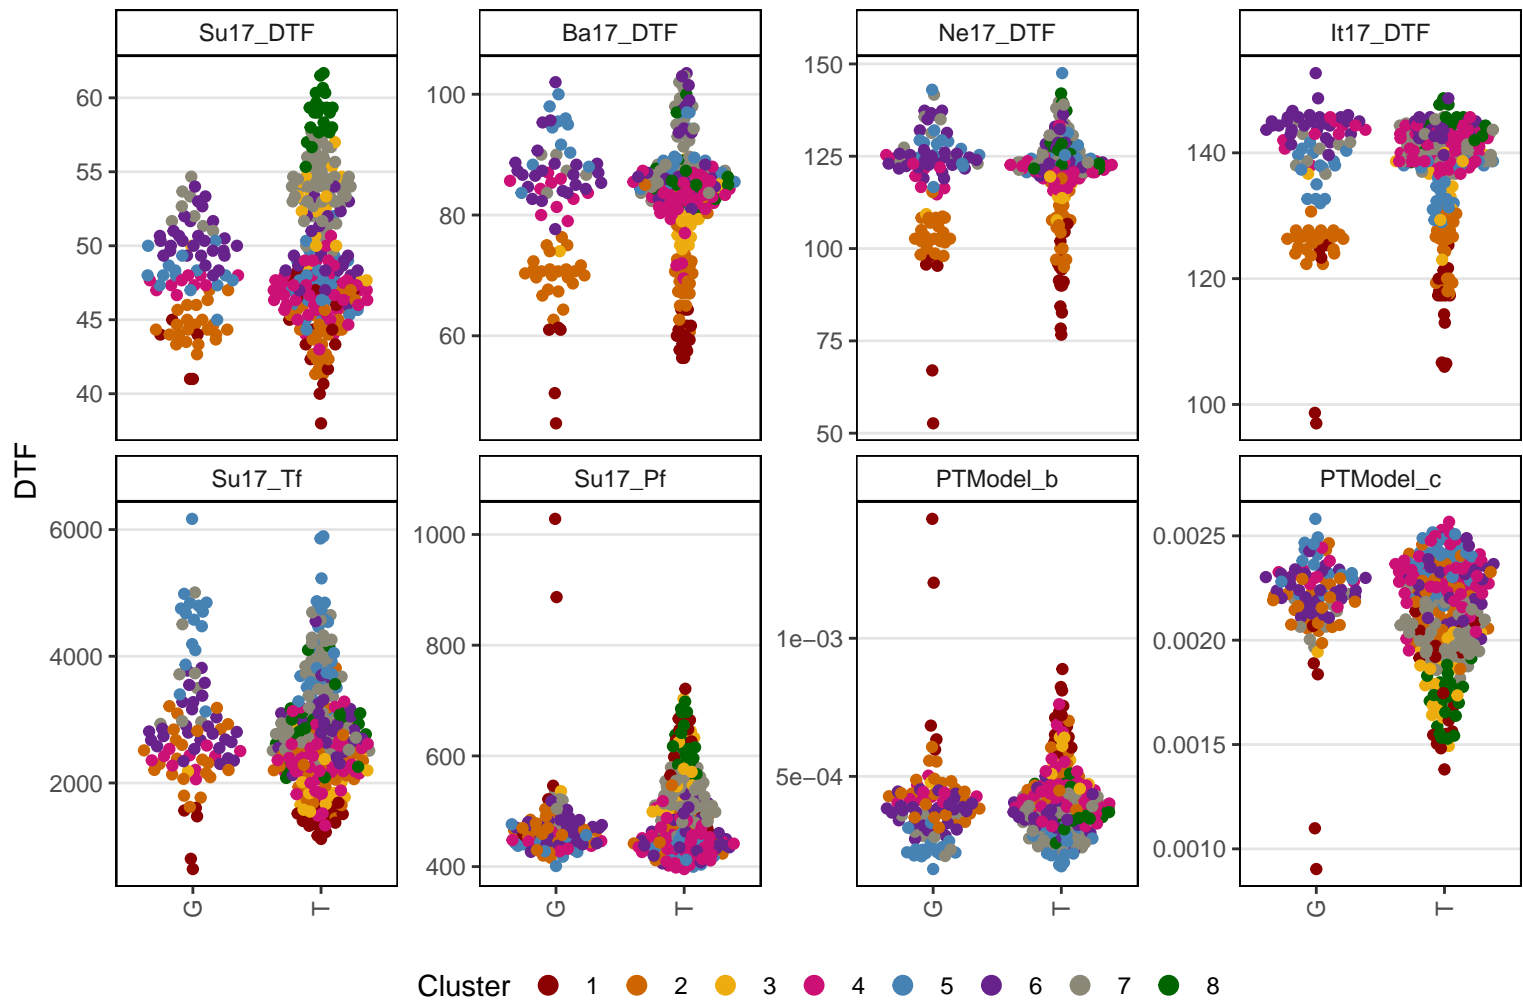 Su17_DTF
Ba17_DTF
Ne17_DTF
It17_DTF
60
55
50
45
40
100
80
60
150
125
100
75
50
140
120
100
DTF
Su17_Tf
Su17_Pf
PTModel_b
PTModel_c
6000
4000
2000
1000
800
600
400
1e−03
5e−04
0.0025
0.0020
0.0015
0.0010
G T G T G T G T
Cluster 1 2 3 4 5 6 7 8